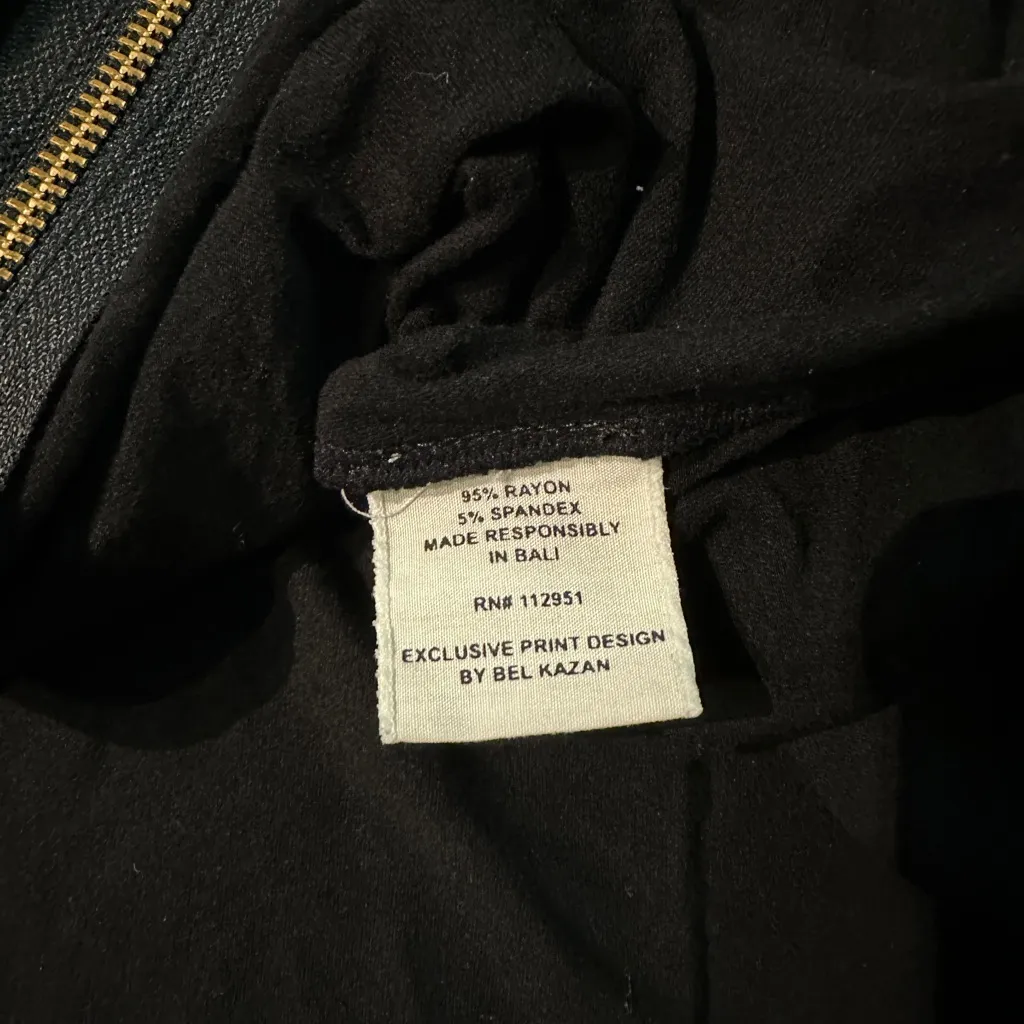 95% RAYON
5% SPANDEX
MADE RESPONSIBLY
IN BALI
RN# 112951
EXCLUSIVE PRINT DESIGN
BY BEL KAZAN